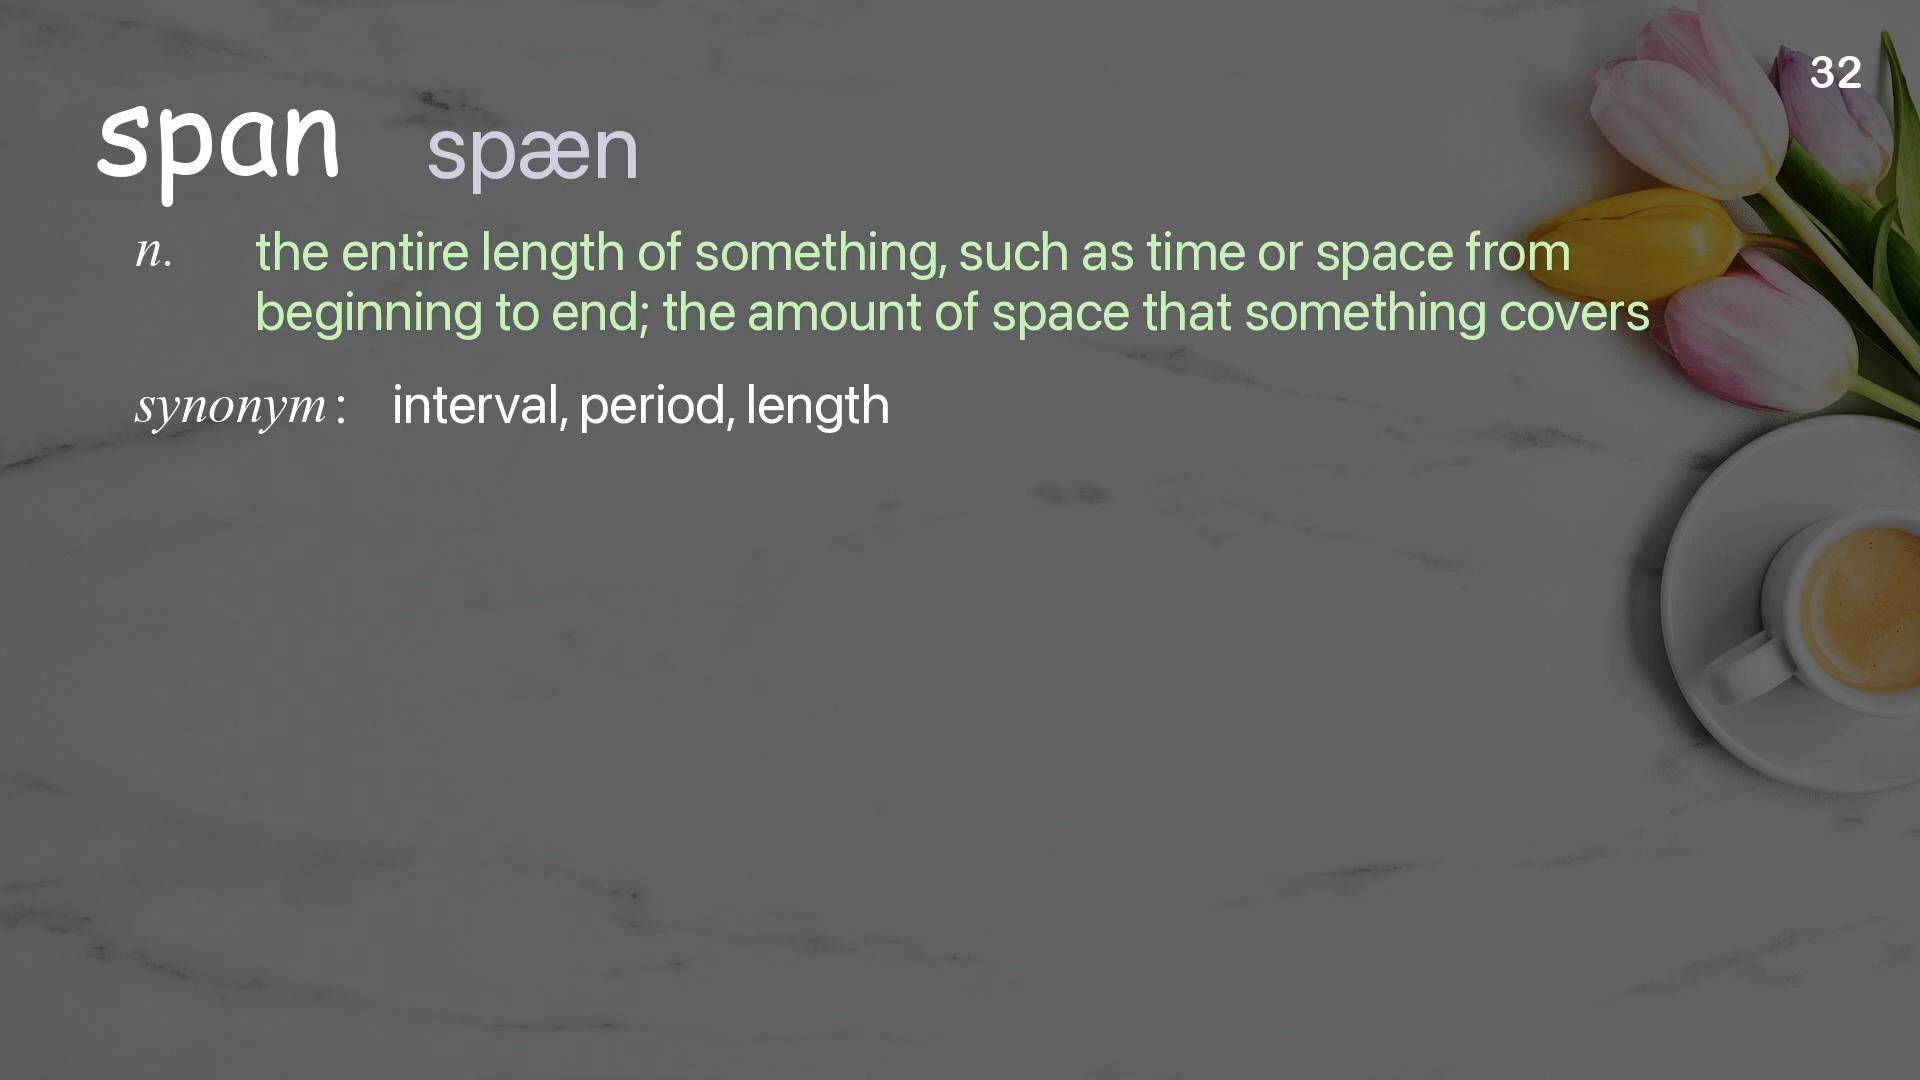 32
span spæn
n. the entire length of something, such as time or space from
beginning to end; the amount of space that something covers
synonym: interval, period, length